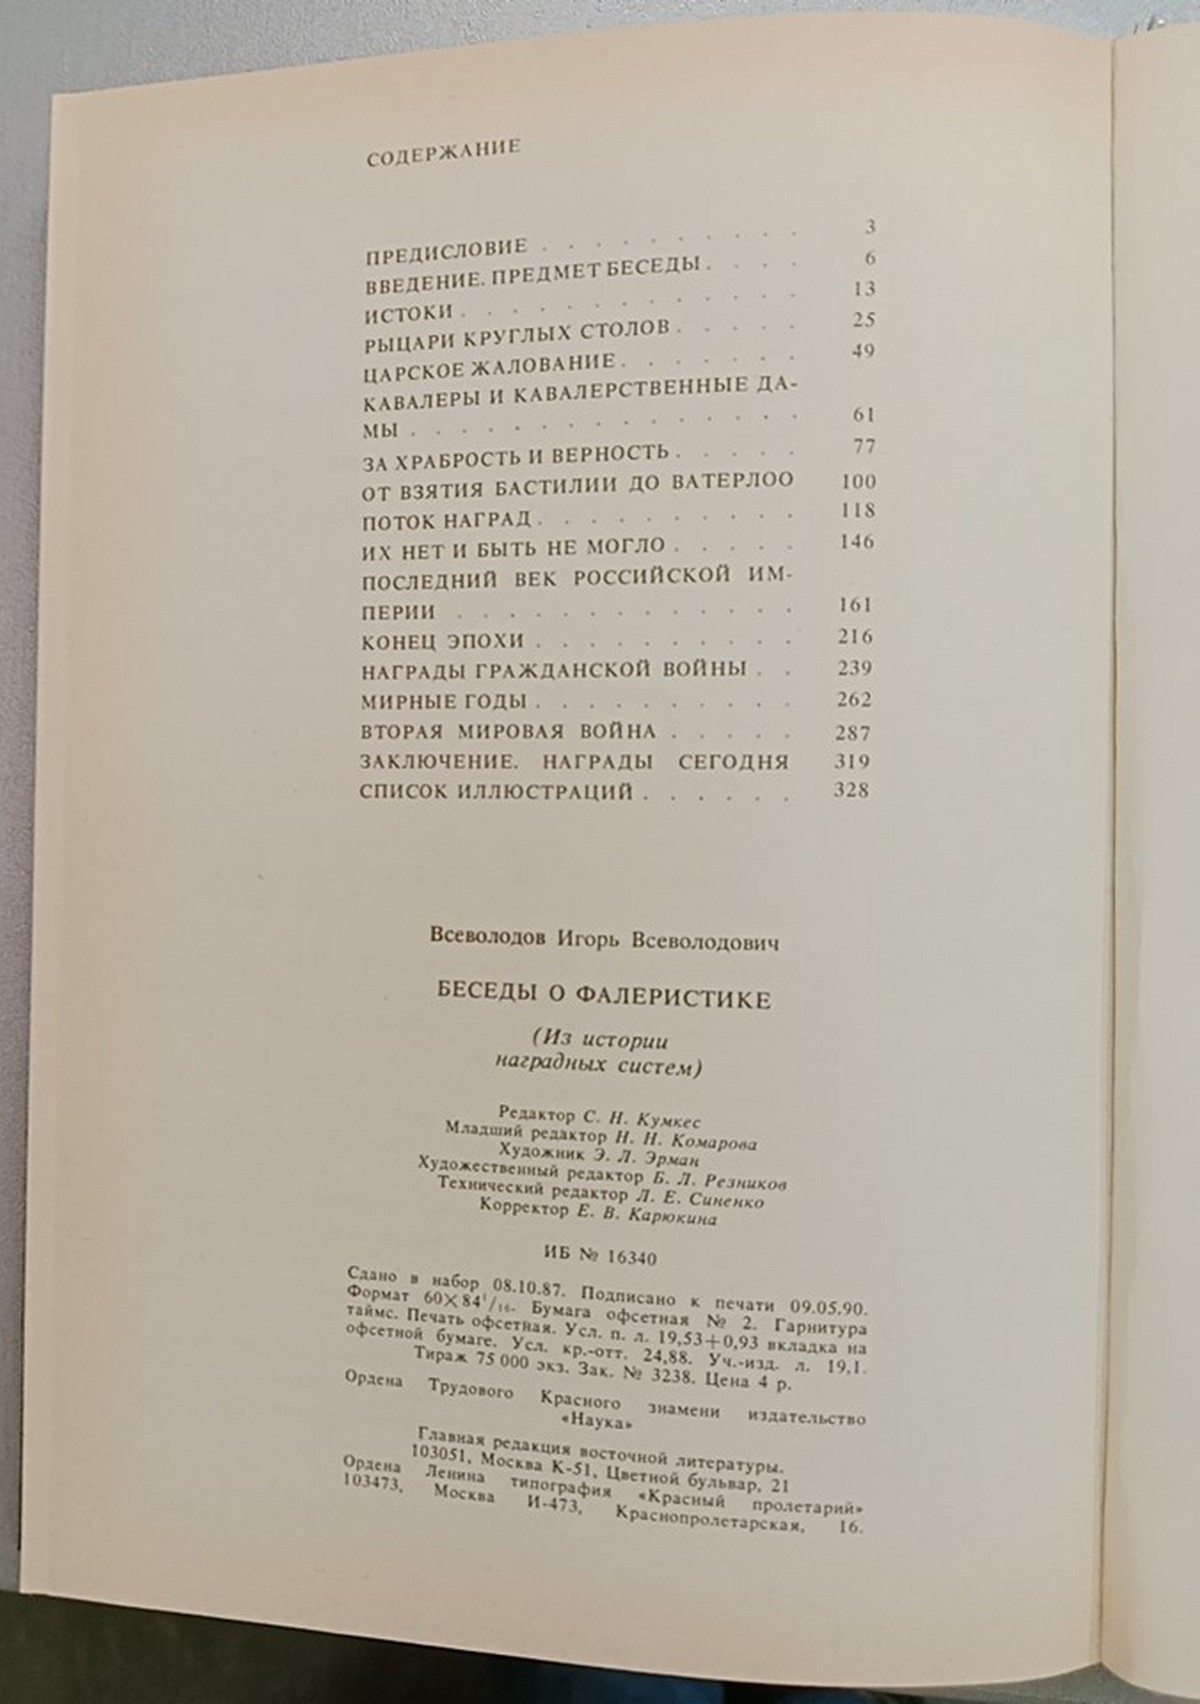 СОДЕРЖАНИЕ
ПРЕДИСЛОВИЕ . . . . . . . . . . 3
ВВЕДЕНИЕ. ПРЕДМЕТ БЕСЕДЫ . . . . 6
ИСТОКИ . . . . . . . . . . . . . 13
РЫЦАРИ КРУГЛЫХ СТОЛОВ . . . . . 25
ЦАРСКОЕ ЖАЛОВАНИЕ . . . . . . . 49
КАВАЛЕРЫ И КАВАЛЕРСТВЕННЫЕ ДА-
МЫ . . . . . . . . . . . . . . . 61
ЗА ХРАБРОСТЬ И ВЕРНОСТЬ . . . . . 77
ОТ ВЗЯТИЯ БАСТИЛИИ ДО ВАТЕРЛОО 100
ПОТОК НАГРАД . . . . . . . . . . 118
ИХ НЕТ И БЫТЬ НЕ МОГЛО . . . . . 146
ПОСЛЕДНИЙ ВЕК РОССИЙСКОЙ ИМ-
ПЕРИИ . . . . . . . . . . . . . 161
КОНЕЦ ЭПОХИ . . . . . . . . . . 216
НАГРАДЫ ГРАЖДАНСКОЙ ВОЙНЫ . . 239
МИРНЫЕ ГОДЫ . . . . . . . . . . 262
ВТОРАЯ МИРОВАЯ ВОЙНА . . . . . 287
ЗАКЛЮЧЕНИЕ. НАГРАДЫ СЕГОДНЯ 319
СПИСОК ИЛЛЮСТРАЦИЙ . . . . . . 328
Всеволодов Игорь Всеволодович
БЕСЕДЫ О ФАЛЕРИСТИКЕ
(Из истории
наградных систем)
Редактор С. Н. Кумкес
Младший редактор Н. Н. Комарова
Художник Э. Л. Эрман
Художественный редактор Б. Л. Резников
Технический редактор Л. Е. Синенко
Корректор Е. В. Карюкина
ИБ № 16340
Сдано в набор 08.10.87. Подписано к печати 09.05.90.
Формат 60×84¹/₁₆. Бумага офсетная № 2. Гарнитура
таймс. Печать офсетная. Усл. п. л. 19,53+0,93 вкладка на
офсетной бумаге. Усл. кр.-отт. 24,88. Уч.-изд. л. 19,1.
Тираж 75 000 экз. Зак. № 3238. Цена 4 р.
Ордена Трудового Красного знамени издательство
«Наука»
Главная редакция восточной литературы.
103051, Москва К-51, Цветной бульвар, 21
Ордена Ленина типография «Красный пролетарий»
103473, Москва И-473, Краснопролетарская, 16.